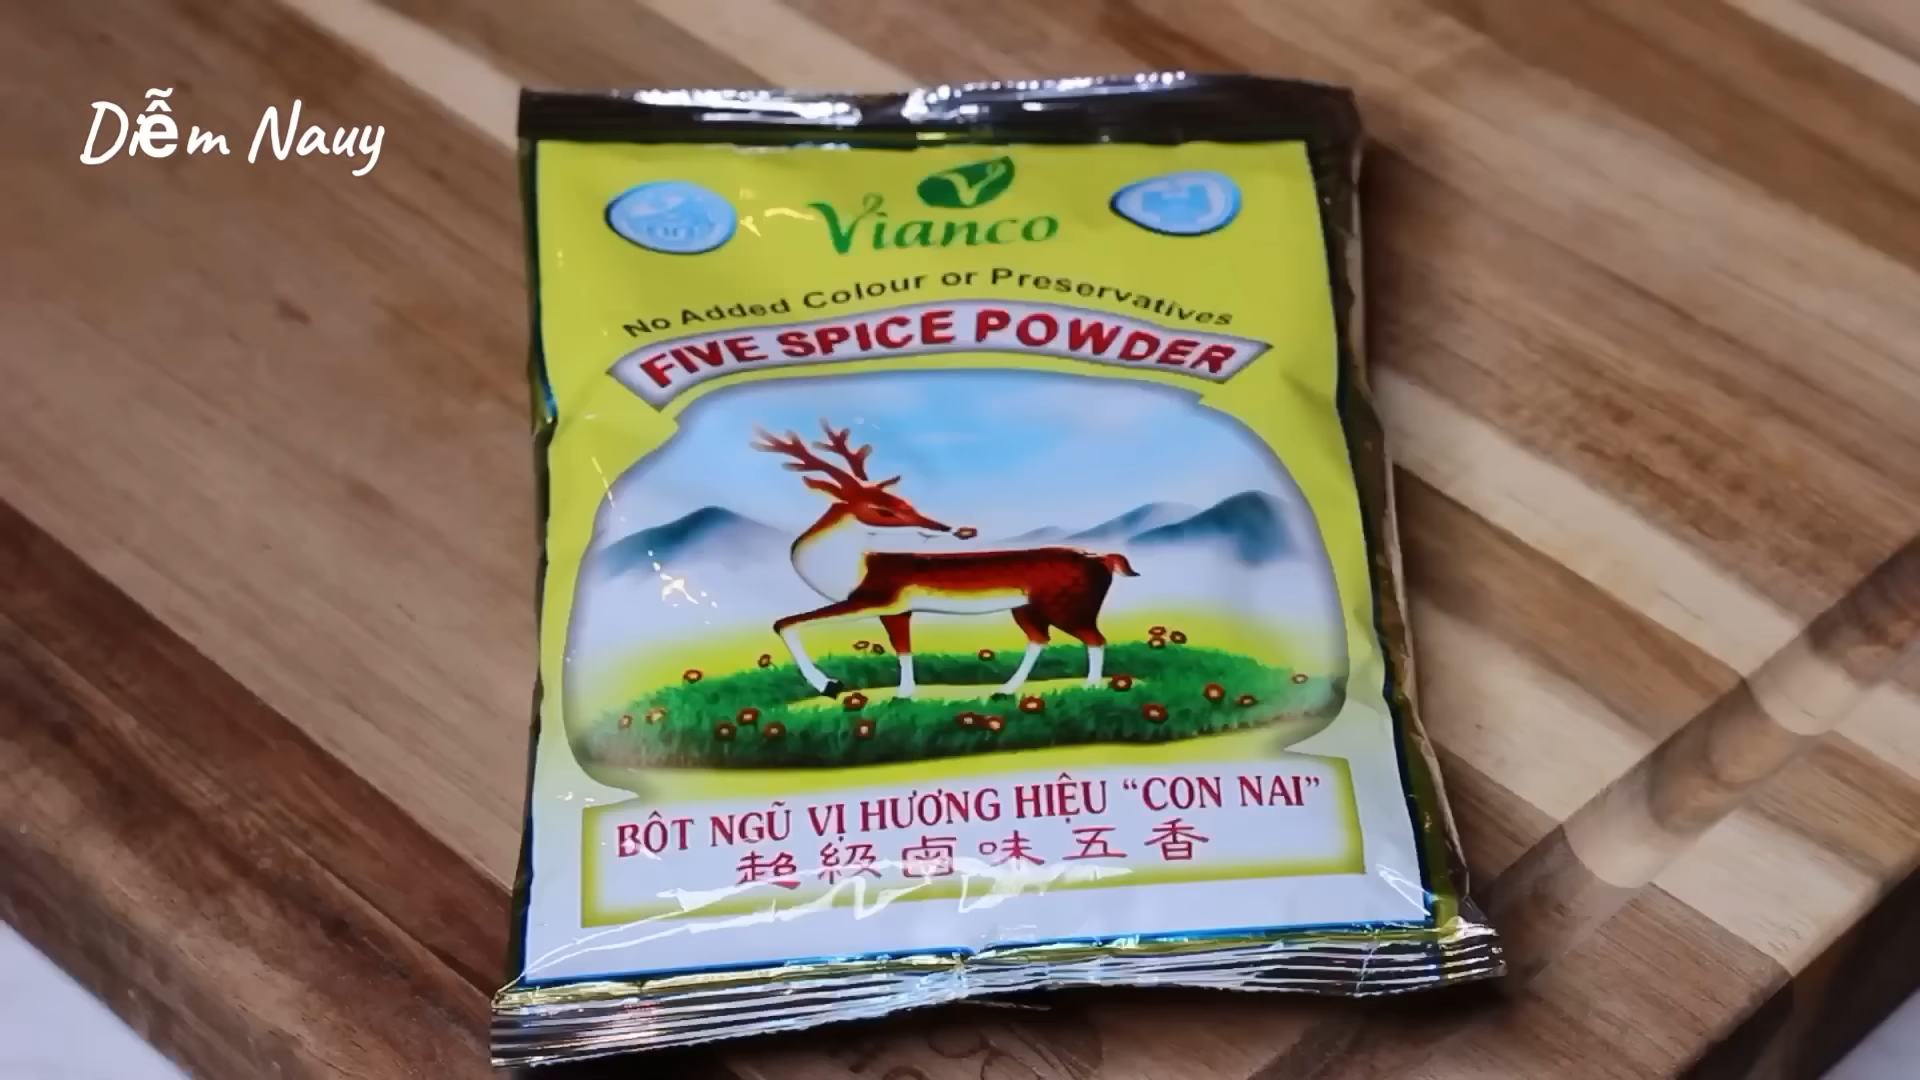 Diễm Nauy
Vianco
No Added Colour or Preservatives
FIVE SPICE POWDER
BỘT NGŨ VỊ HƯƠNG HIỆU “CON NAI”
超級鹵味五香